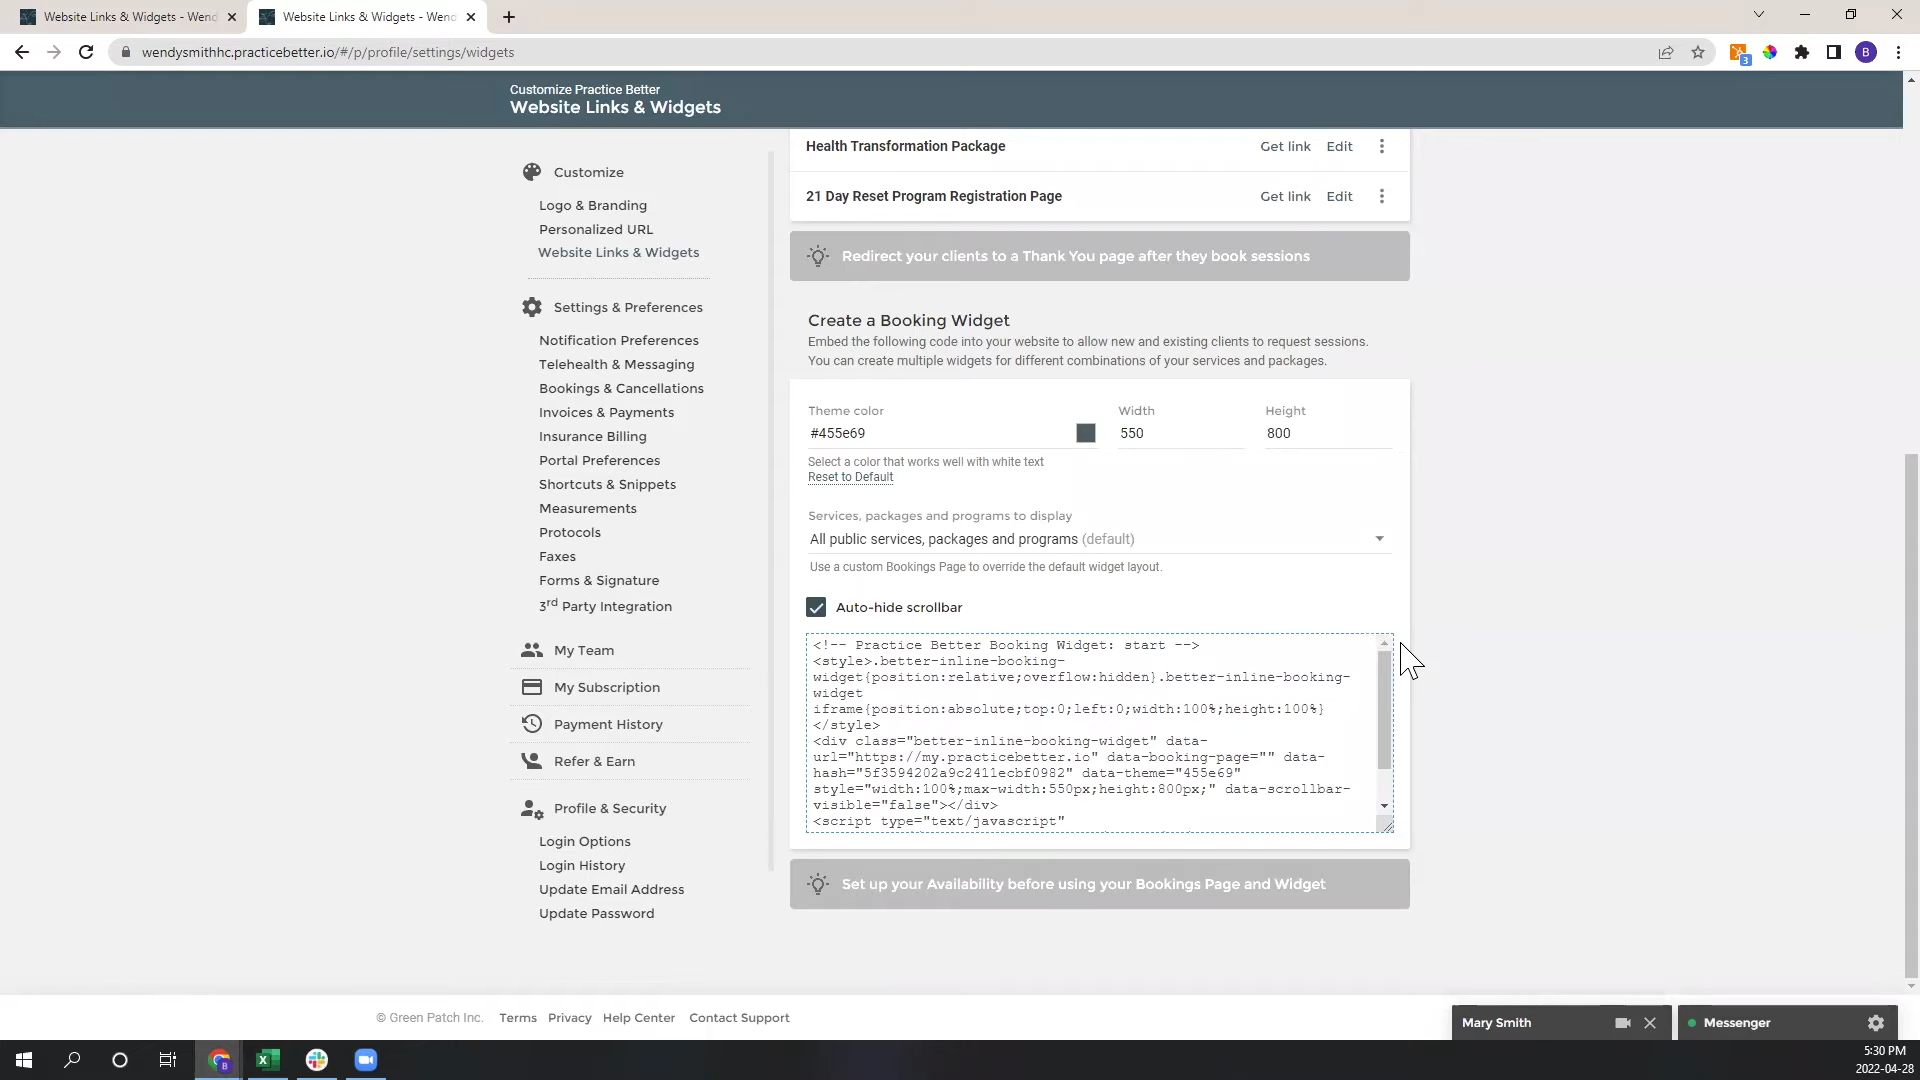 Website Links & Widgets - Wend
Website Links & Widgets - Wend
wendysmithhc.practicebetter.io/#/p/profile/settings/widgets
3
B
Customize Practice Better
Website Links & Widgets
Customize
Logo & Branding
Personalized URL
Website Links & Widgets
Settings & Preferences
Notification Preferences
Telehealth & Messaging
Bookings & Cancellations
Invoices & Payments
Insurance Billing
Portal Preferences
Shortcuts & Snippets
Measurements
Protocols
Faxes
Forms & Signature
3rd Party Integration
My Team
My Subscription
Payment History
Refer & Earn
Profile & Security
Login Options
Login History
Update Email Address
Update Password
Health Transformation Package Get link Edit
21 Day Reset Program Registration Page Get link Edit
Redirect your clients to a Thank You page after they book sessions
Create a Booking Widget
Embed the following code into your website to allow new and existing clients to request sessions.
You can create multiple widgets for different combinations of your services and packages.
Theme color Width Height
#455e69 550 800
Select a color that works well with white text
Reset to Default
Services, packages and programs to display
All public services, packages and programs (default)
Use a custom Bookings Page to override the default widget layout.
Auto-hide scrollbar
<!-- Practice Better Booking Widget: start -->
<style>.better-inline-booking-
widget{position:relative;overflow:hidden}.better-inline-booking-
widget
iframe{position:absolute;top:0;left:0;width:100%;height:100%}
</style>
<div class="better-inline-booking-widget" data-
url="https://my.practicebetter.io" data-booking-page="" data-
hash="5f3594202a9c2411ecbf0982" data-theme="455e69"
style="width:100%;max-width:550px;height:800px;" data-scrollbar-
visible="false"></div>
<script type="text/javascript"
Set up your Availability before using your Bookings Page and Widget
© Green Patch Inc. Terms Privacy Help Center Contact Support
Mary Smith
Messenger
5:30 PM
2022-04-28